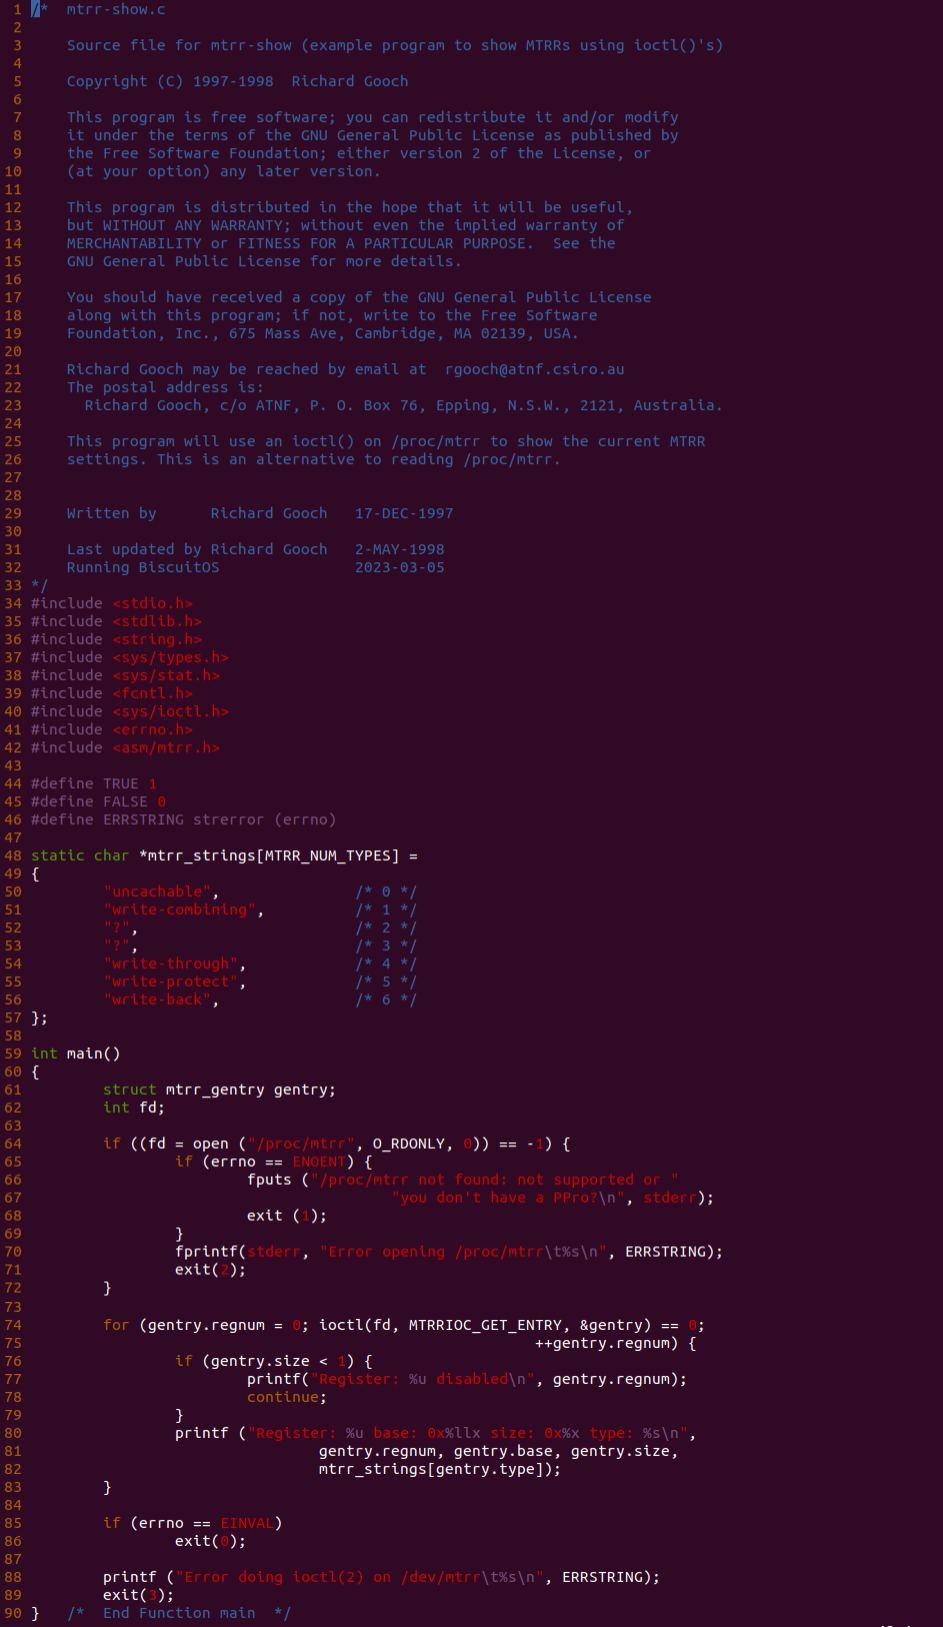 1 /*  mtrr-show.c
2
3     Source file for mtrr-show (example program to show MTRRs using ioctl()'s)
4
5     Copyright (C) 1997-1998  Richard Gooch
6
7     This program is free software; you can redistribute it and/or modify
8     it under the terms of the GNU General Public License as published by
9     the Free Software Foundation; either version 2 of the License, or
10     (at your option) any later version.
11
12     This program is distributed in the hope that it will be useful,
13     but WITHOUT ANY WARRANTY; without even the implied warranty of
14     MERCHANTABILITY or FITNESS FOR A PARTICULAR PURPOSE.  See the
15     GNU General Public License for more details.
16
17     You should have received a copy of the GNU General Public License
18     along with this program; if not, write to the Free Software
19     Foundation, Inc., 675 Mass Ave, Cambridge, MA 02139, USA.
20
21     Richard Gooch may be reached by email at  rgooch@atnf.csiro.au
22     The postal address is:
23       Richard Gooch, c/o ATNF, P. O. Box 76, Epping, N.S.W., 2121, Australia.
24
25     This program will use an ioctl() on /proc/mtrr to show the current MTRR
26     settings. This is an alternative to reading /proc/mtrr.
27
28
29     Written by      Richard Gooch   17-DEC-1997
30
31     Last updated by Richard Gooch   2-MAY-1998
32     Running BiscuitOS               2023-03-05
33 */
34 #include <stdio.h>
35 #include <stdlib.h>
36 #include <string.h>
37 #include <sys/types.h>
38 #include <sys/stat.h>
39 #include <fcntl.h>
40 #include <sys/ioctl.h>
41 #include <errno.h>
42 #include <asm/mtrr.h>
43
44 #define TRUE 1
45 #define FALSE 0
46 #define ERRSTRING strerror (errno)
47
48 static char *mtrr_strings[MTRR_NUM_TYPES] =
49 {
50         "uncachable",               /* 0 */
51         "write-combining",          /* 1 */
52         "?",                        /* 2 */
53         "?",                        /* 3 */
54         "write-through",            /* 4 */
55         "write-protect",            /* 5 */
56         "write-back",               /* 6 */
57 };
58
59 int main()
60 {
61         struct mtrr_gentry gentry;
62         int fd;
63
64         if ((fd = open ("/proc/mtrr", O_RDONLY, 0)) == -1) {
65                 if (errno == ENOENT) {
66                         fputs ("/proc/mtrr not found: not supported or "
67                                         "you don't have a PPro?\n", stderr);
68                         exit (1);
69                 }
70                 fprintf(stderr, "Error opening /proc/mtrr\t%s\n", ERRSTRING);
71                 exit(2);
72         }
73
74         for (gentry.regnum = 0; ioctl(fd, MTRRIOC_GET_ENTRY, &gentry) == 0;
75                                                         ++gentry.regnum) {
76                 if (gentry.size < 1) {
77                         printf("Register: %u disabled\n", gentry.regnum);
78                         continue;
79                 }
80                 printf ("Register: %u base: 0x%llx size: 0x%x type: %s\n",
81                                 gentry.regnum, gentry.base, gentry.size,
82                                 mtrr_strings[gentry.type]);
83         }
84
85         if (errno == EINVAL)
86                 exit(0);
87
88         printf ("Error doing ioctl(2) on /dev/mtrr\t%s\n", ERRSTRING);
89         exit(3);
90 }   /*  End Function main  */